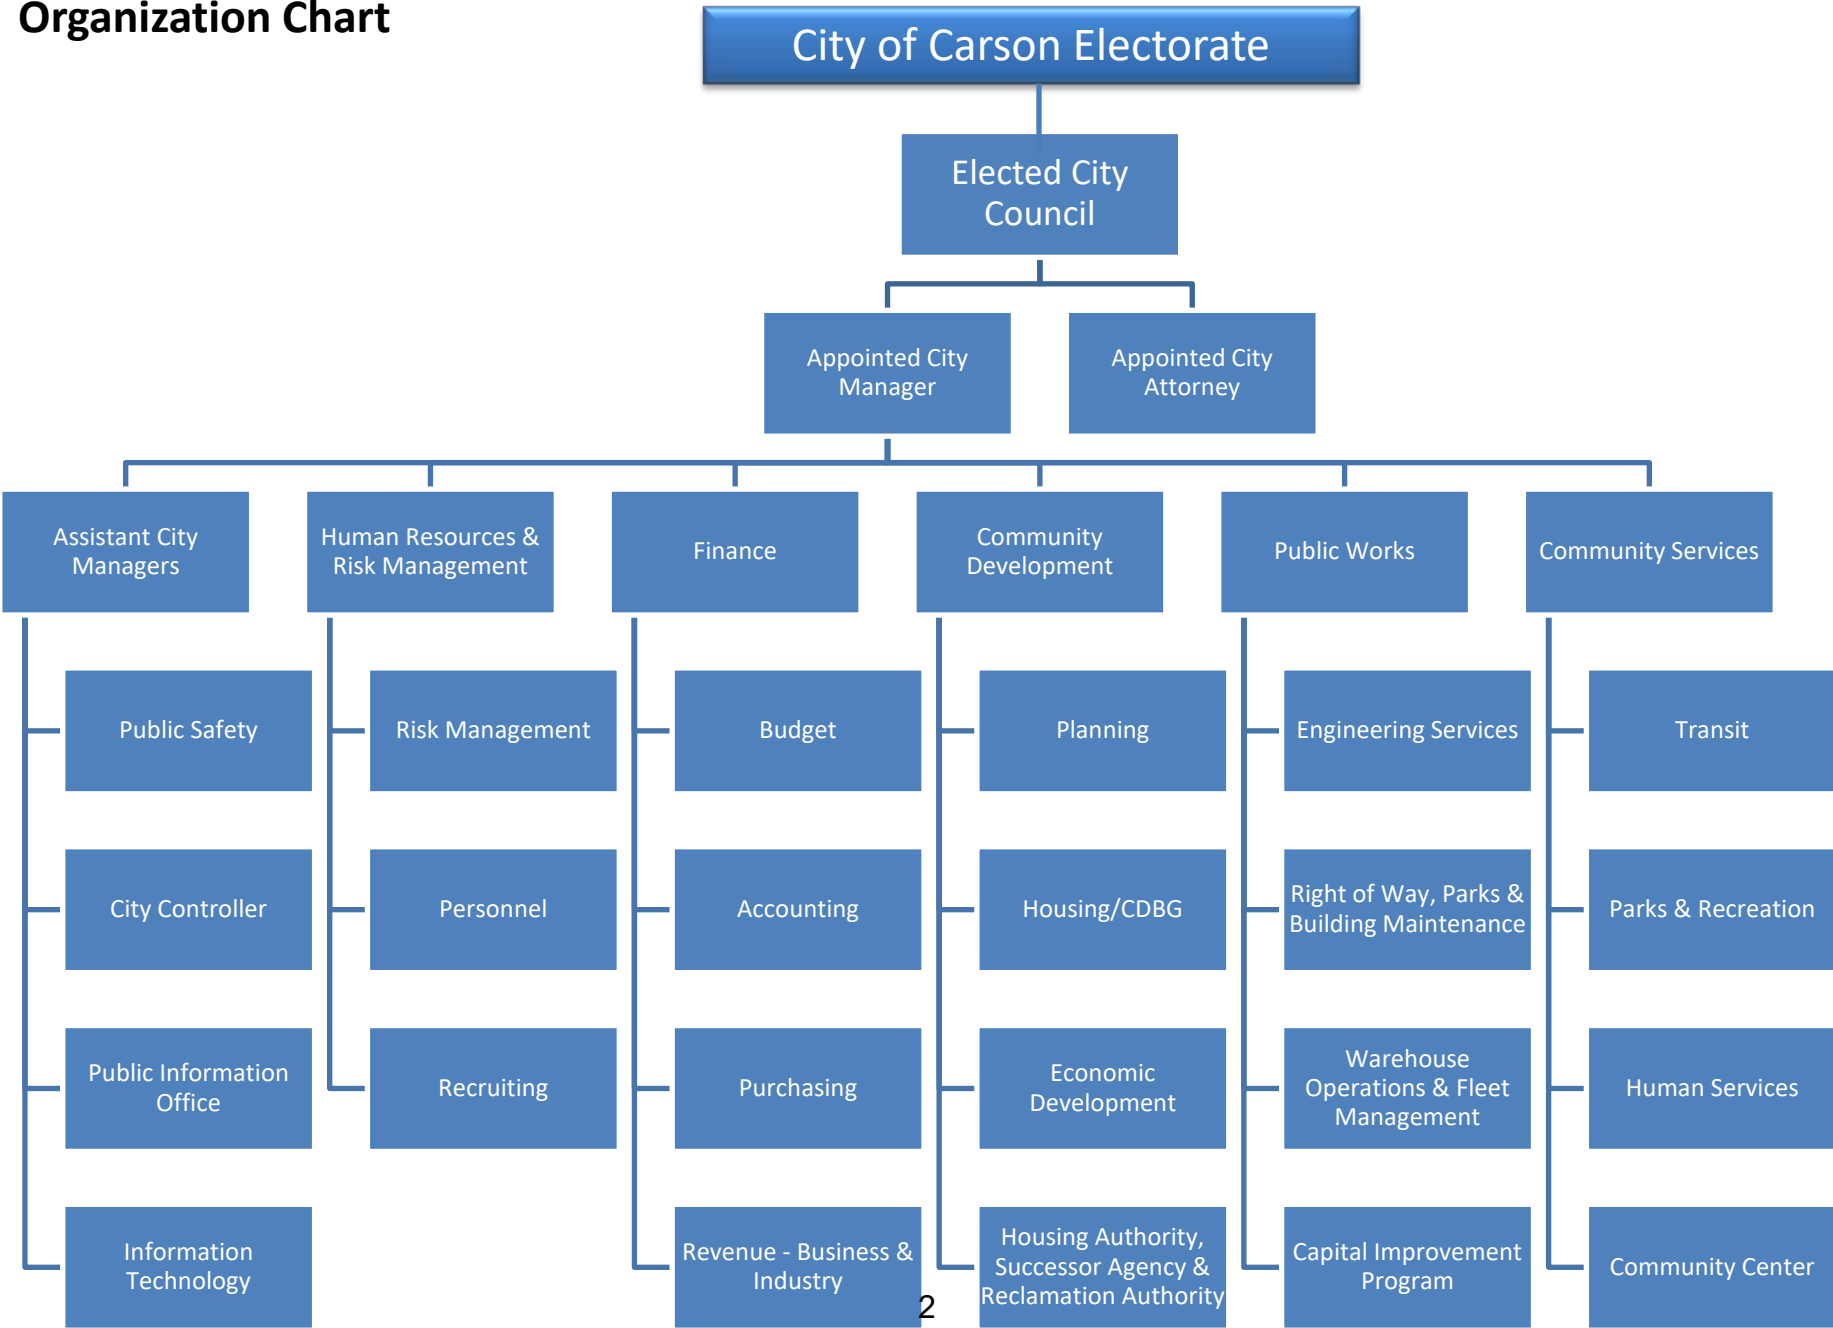 Organization Chart
City of Carson Electorate
Elected City
Council
Appointed City
Manager
Appointed City
Attorney
Assistant City
Managers
Human Resources &
Risk Management
Finance
Community
Development
Public Works
Community Services
Public Safety
Risk Management
Budget
Planning
Engineering Services
Transit
City Controller
Personnel
Accounting
Housing/CDBG
Right of Way, Parks &
Building Maintenance
Parks & Recreation
Public Information
Office
Recruiting
Purchasing
Economic
Development
Warehouse
Operations & Fleet
Management
Human Services
Information
Technology
Revenue - Business &
Industry
Housing Authority,
Successor Agency &
Reclamation Authority
Capital Improvement
Program
Community Center
2